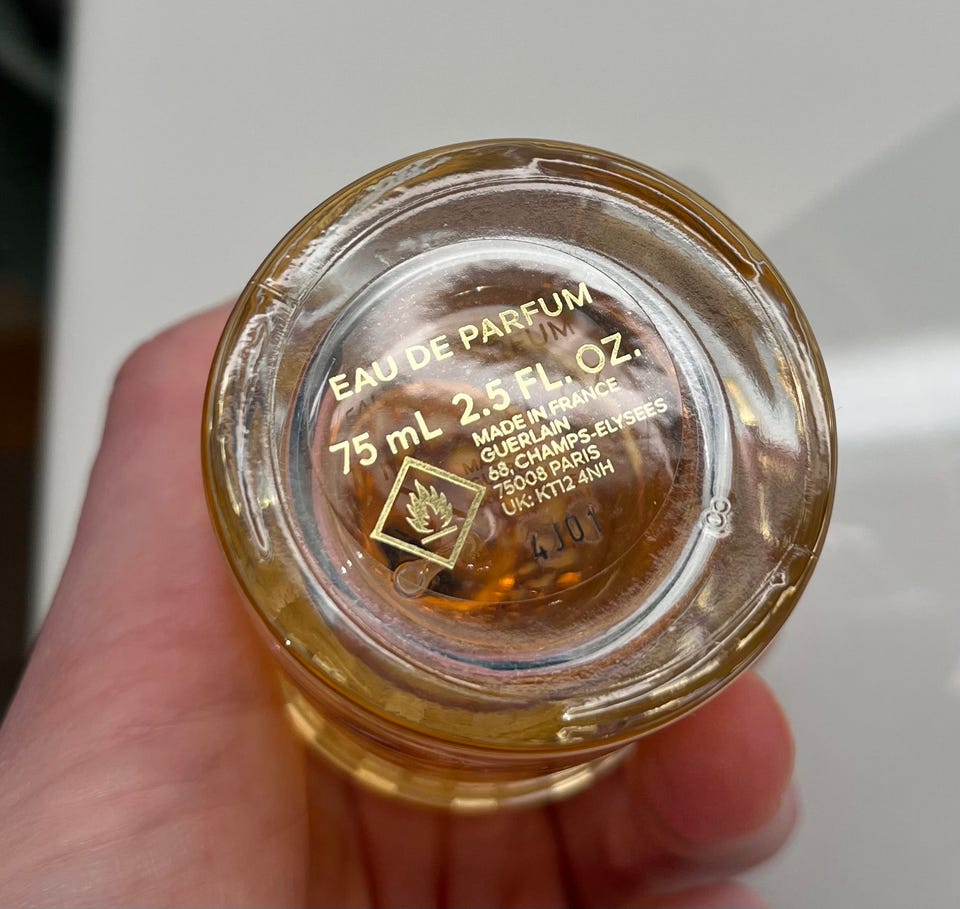 EAU DE PARFUM
75 mL 2.5 FL. OZ.
MADE IN FRANCE
GUERLAIN
68, CHAMPS-ELYSEES
75008 PARIS
UK: KT12 4NH
4J01